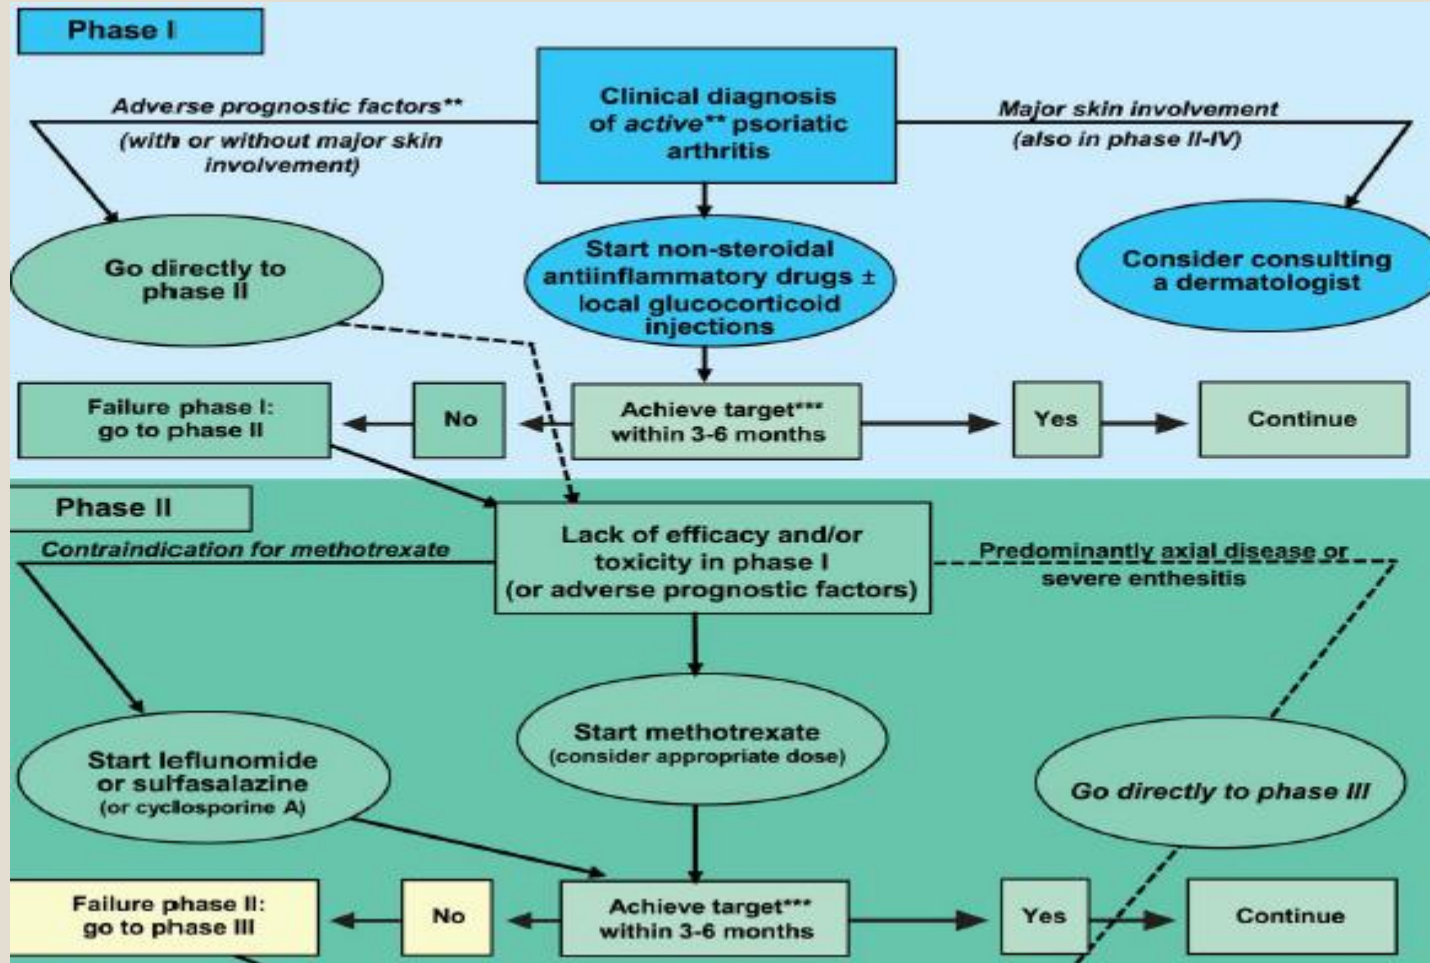 Phase I
Clinical diagnosis
of active** psoriatic
arthritis
Adverse prognostic factors**
(with or without major skin
involvement)
Major skin involvement
(also in phase II-IV)
Go directly to
phase II
Start non-steroidal
antiinflammatory drugs ±
local glucocorticoid
injections
Consider consulting
a dermatologist
Failure phase I:
go to phase II
No
Achieve target***
within 3-6 months
Yes
Continue
Phase II
Lack of efficacy and/or
toxicity in phase I
(or adverse prognostic factors)
Contraindication for methotrexate
Predominantly axial disease or
severe enthesitis
Start leflunomide
or sulfasalazine
(or cyclosporine A)
Start methotrexate
(consider appropriate dose)
Go directly to phase III
Failure phase II:
go to phase III
No
Achieve target***
within 3-6 months
Yes
Continue